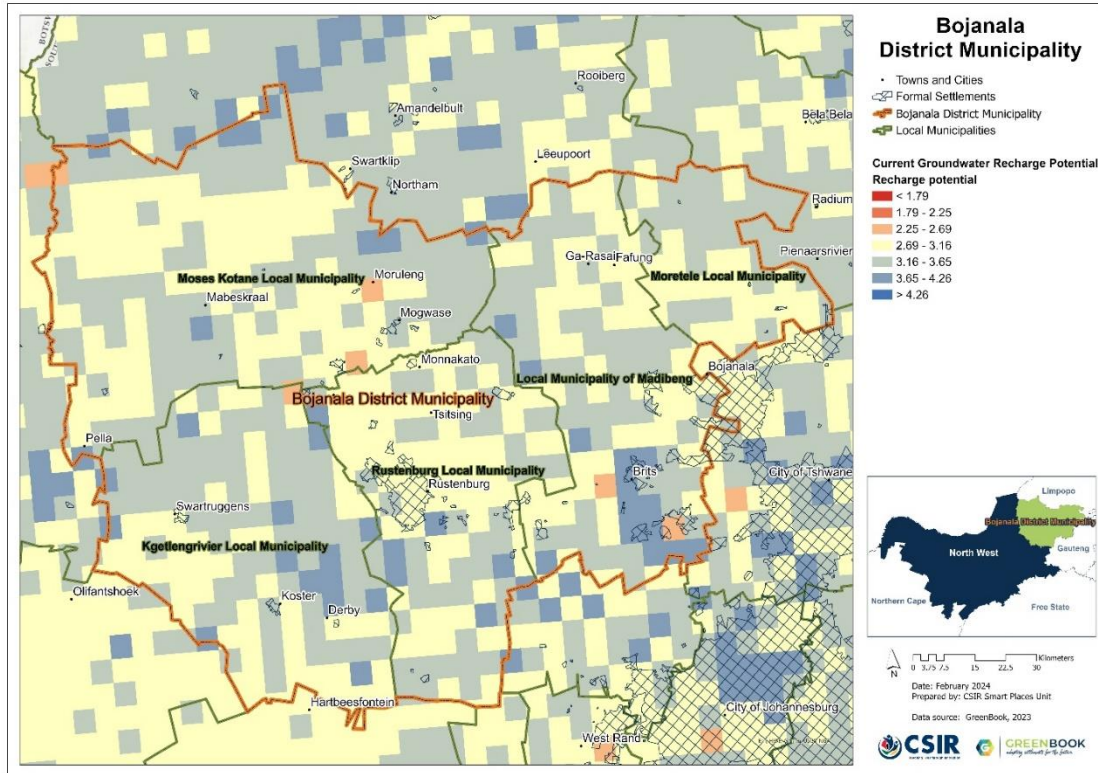 Bojanala
District Municipality
Towns and Cities
Formal Settlements
Bojanala District Municipality
Local Municipalities
Current Groundwater Recharge Potential
Recharge potential
< 1.79
1.79 - 2.25
2.25 - 2.69
2.69 - 3.16
3.16 - 3.65
3.65 - 4.26
> 4.26
Rooiberg
Amandelbult
Bela Bela
Leeupoort
Swartklip
Northam
Radium
Pienaarsrivier
Ga-Rasai
Fafung
Moretele Local Municipality
Moses Kotane Local Municipality
Moruleng
Mabeskraal
Mogwase
Monnakato
Bojanala
Local Municipality of Madibeng
Bojanala District Municipality
Tsitsing
Pella
Rustenburg Local Municipality
Rustenburg
Brits
City of Tshwane
Swartruggens
Kgetlengrivier Local Municipality
Olifantshoek
Koster
Derby
Hartbeesfontein
City of Johannesburg
West Rand
Limpopo
Bojanala District Municipality
North West
Gauteng
Northern Cape
Free State
N
Kilometers
0 3.75 7.5 15 22.5 30
Date: February 2024
Prepared by: CSIR Smart Places Unit
Data source: GreenBook, 2023
CSIR
GREENBOOK